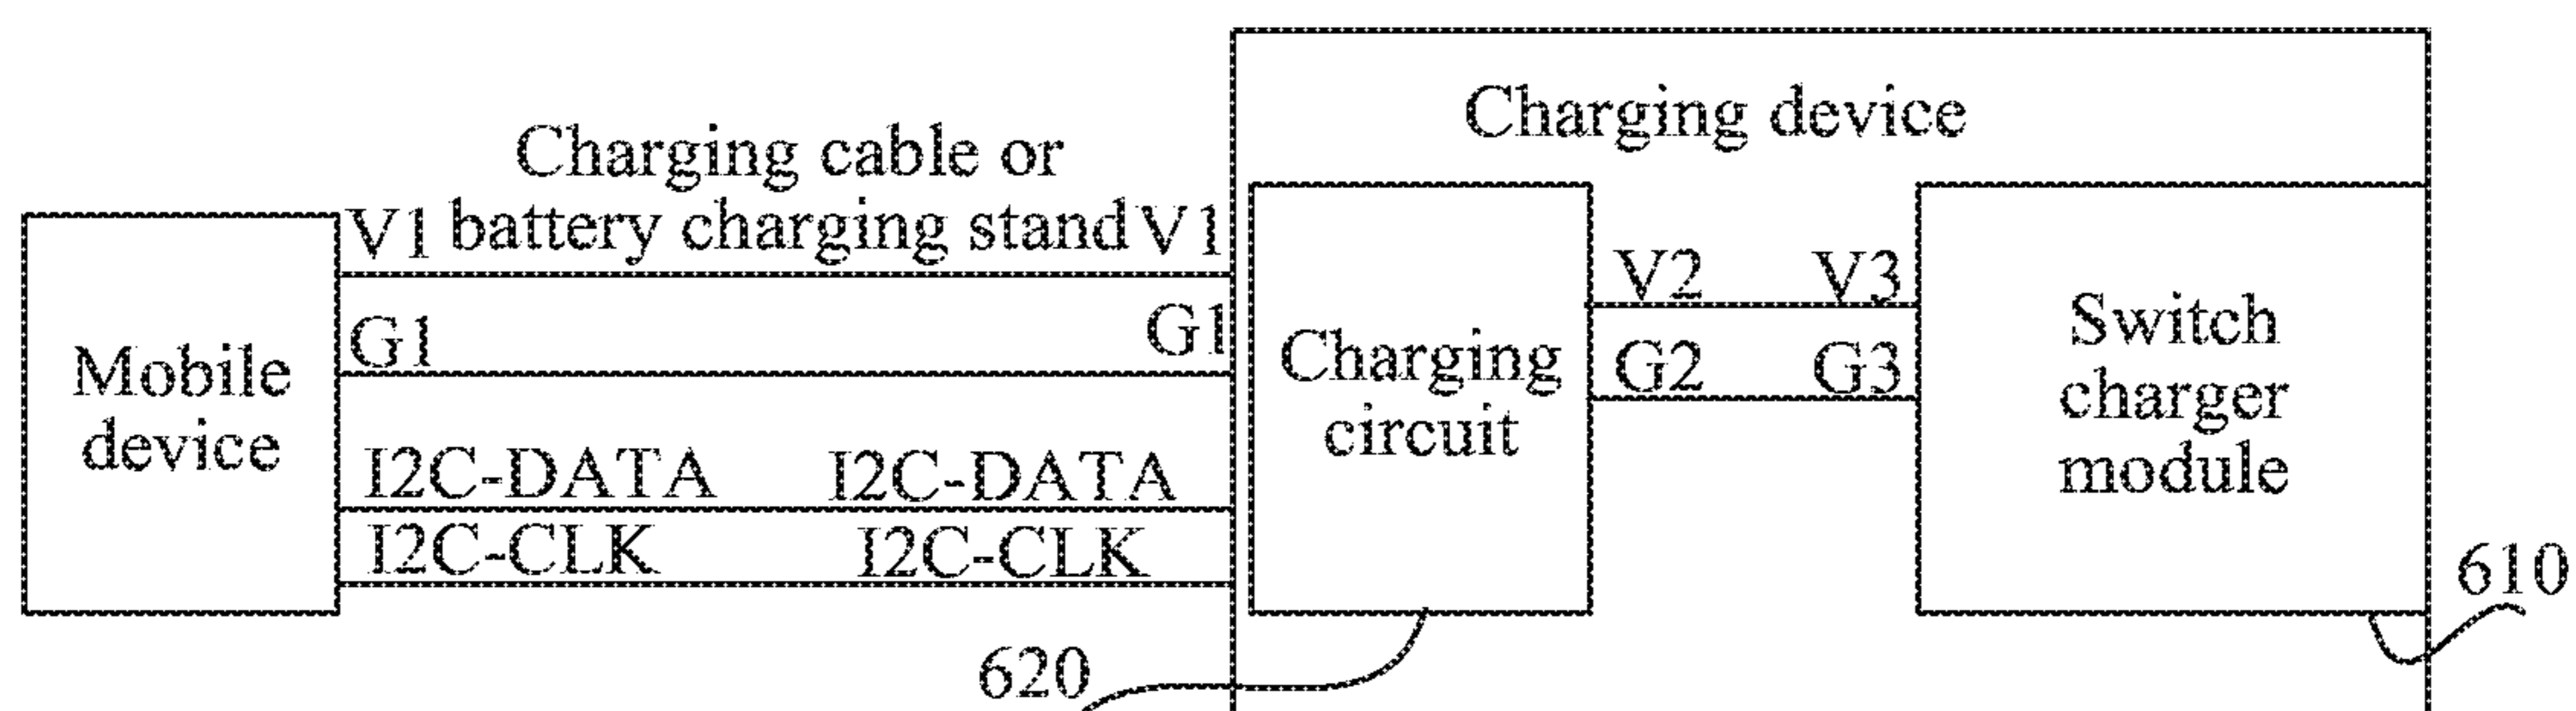 Charging device
Charging cable or
battery charging stand
V1
V1
G1
G1
Mobile
device
I2C-DATA
I2C-DATA
I2C-CLK
I2C-CLK
Charging
circuit
V2
V3
G2
G3
Switch
charger
module
610
620